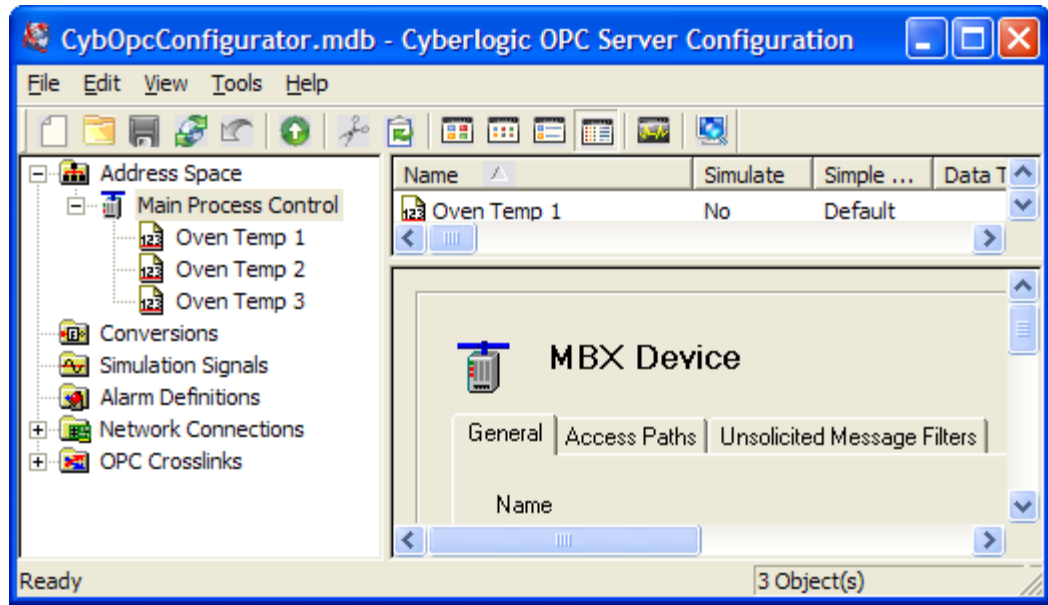 CybOpcConfigurator.mdb - Cyberlogic OPC Server Configuration
File Edit View Tools Help
Address Space
Main Process Control
Oven Temp 1
Oven Temp 2
Oven Temp 3
Conversions
Simulation Signals
Alarm Definitions
Network Connections
OPC Crosslinks
Name Simulate Simple ... Data T
Oven Temp 1 No Default
MBX Device
General Access Paths Unsolicited Message Filters
Name
Ready 3 Object(s)